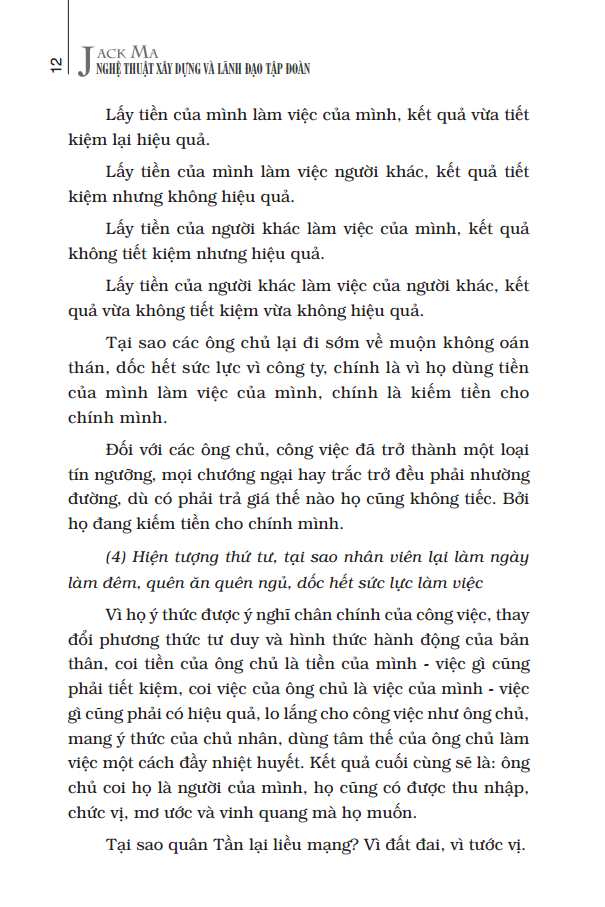 12
JACK MA
NGHỆ THUẬT XÂY DỰNG VÀ LÃNH ĐẠO TẬP ĐOÀN
Lấy tiền của mình làm việc của mình, kết quả vừa tiết
kiệm lại hiệu quả.
Lấy tiền của mình làm việc người khác, kết quả tiết
kiệm nhưng không hiệu quả.
Lấy tiền của người khác làm việc của mình, kết quả
không tiết kiệm nhưng hiệu quả.
Lấy tiền của người khác làm việc của người khác, kết
quả vừa không tiết kiệm vừa không hiệu quả.
Tại sao các ông chủ lại đi sớm về muộn không oán
thán, dốc hết sức lực vì công ty, chính là vì họ dùng tiền
của mình làm việc của mình, chính là kiếm tiền cho
chính mình.
Đối với các ông chủ, công việc đã trở thành một loại
tín ngưỡng, mọi chướng ngại hay trắc trở đều phải nhường
đường, dù có phải trả giá thế nào họ cũng không tiếc. Bởi
họ đang kiếm tiền cho chính mình.
(4) Hiện tượng thứ tư, tại sao nhân viên lại làm ngày
làm đêm, quên ăn quên ngủ, dốc hết sức lực làm việc
Vì họ ý thức được ý nghĩ chân chính của công việc, thay
đổi phương thức tư duy và hình thức hành động của bản
thân, coi tiền của ông chủ là tiền của mình - việc gì cũng
phải tiết kiệm, coi việc của ông chủ là việc của mình - việc
gì cũng phải có hiệu quả, lo lắng cho công việc như ông chủ,
mang ý thức của chủ nhân, dùng tâm thế của ông chủ làm
việc một cách đầy nhiệt huyết. Kết quả cuối cùng sẽ là: ông
chủ coi họ là người của mình, họ cũng có được thu nhập,
chức vị, mơ ước và vinh quang mà họ muốn.
Tại sao quân Tần lại liều mạng? Vì đất đai, vì tước vị.